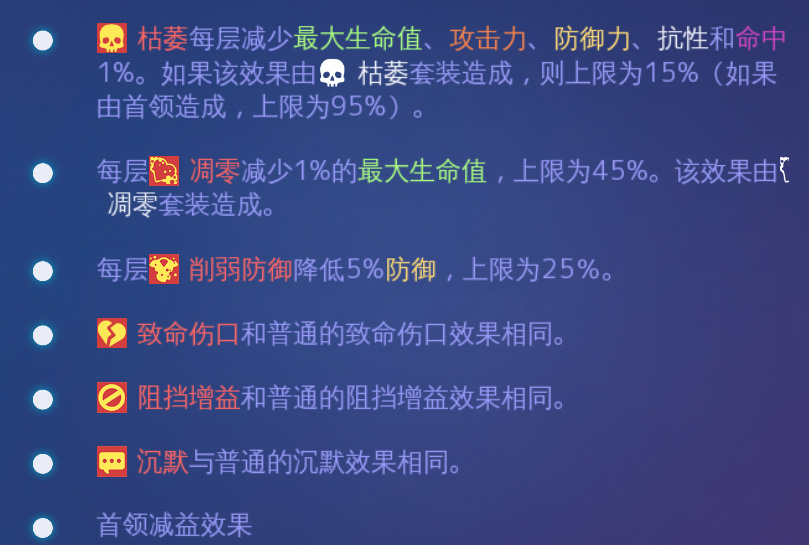 枯萎每层减少最大生命值、攻击力、防御力、抗性和命中
1%。如果该效果由 枯萎套装造成，则上限为15%（如果
由首领造成，上限为95%）。
每层 凋零减少1%的最大生命值，上限为45%。该效果由
凋零套装造成。
每层 削弱防御降低5%防御，上限为25%。
致命伤口和普通的致命伤口效果相同。
阻挡增益和普通的阻挡增益效果相同。
沉默与普通的沉默效果相同。
首领减益效果